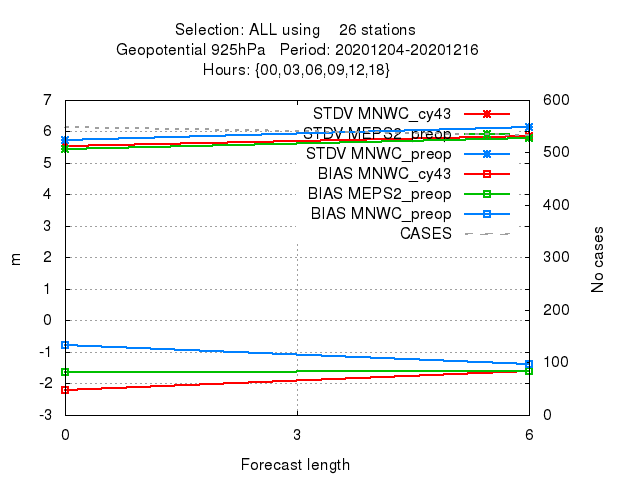 Selection: ALL using    26 stations
Geopotential 925hPa   Period: 20201204-20201216
Hours: {00,03,06,09,12,18}
7
6
5
4
3
2
1
0
-1
-2
-3
m
600
500
400
300
200
100
0
No cases
STDV MNWC_cy43
STDV MEPS2_preop
STDV MNWC_preop
BIAS MNWC_cy43
BIAS MEPS2_preop
BIAS MNWC_preop
CASES
0
3
6
Forecast length